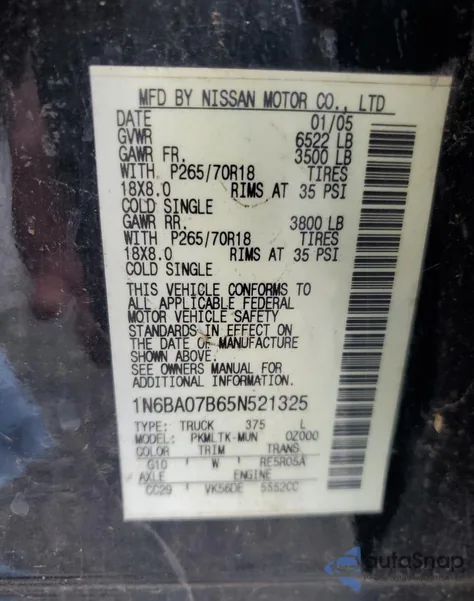 MFD BY NISSAN MOTOR CO., LTD
DATE 01/05
GVWR 6522 LB
GAWR FR. 3500 LB
WITH P265/70R18 TIRES
18X8.0 RIMS AT 35 PSI
COLD SINGLE
GAWR RR. 3800 LB
WITH P265/70R18 TIRES
18X8.0 RIMS AT 35 PSI
COLD SINGLE
THIS VEHICLE CONFORMS TO
ALL APPLICABLE FEDERAL
MOTOR VEHICLE SAFETY
STANDARDS IN EFFECT ON
THE DATE OF MANUFACTURE
SHOWN ABOVE.
SEE OWNERS MANUAL FOR
ADDITIONAL INFORMATION.
1N6BA07B65N521325
TYPE: TRUCK 375 L
MODEL: PKMLTK-MUN 0Z000
COLOR TRIM TRANS
G10 W RE5R05A
AXLE ENGINE
CC29 VK56DE 5552CC
autoSnap